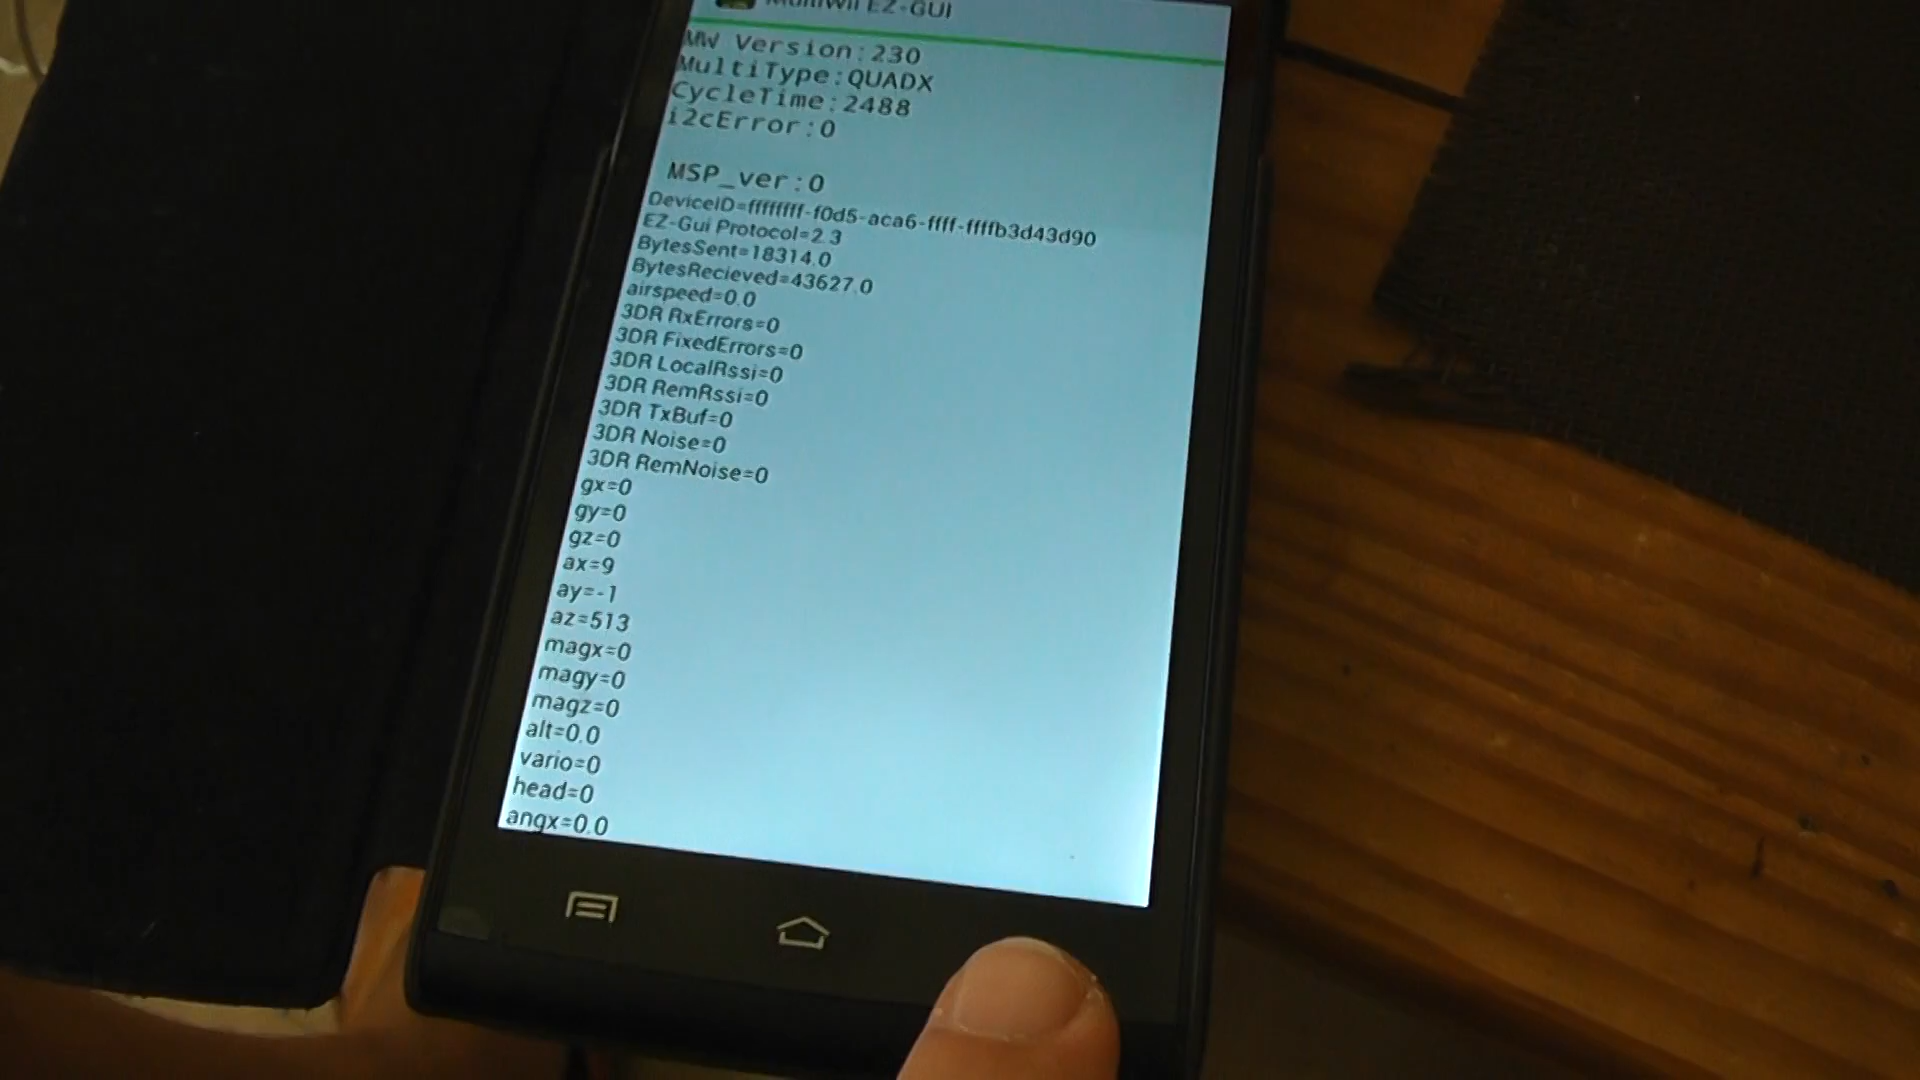 MultiWii EZ-GUI
MW Version:230
MultiType:QUADX
CycleTime:2488
i2cError:0
MSP_ver:0
DeviceID=ffffffff-f0d5-aca6-ffff-ffffb3d43d90
EZ-Gui Protocol=2.3
BytesSent=18314.0
BytesRecieved=43627.0
airspeed=0.0
3DR RxErrors=0
3DR FixedErrors=0
3DR LocalRssi=0
3DR RemRssi=0
3DR TxBuf=0
3DR Noise=0
3DR RemNoise=0
gx=0
gy=0
gz=0
ax=9
ay=-1
az=513
magx=0
magy=0
magz=0
alt=0.0
vario=0
head=0
angx=0.0